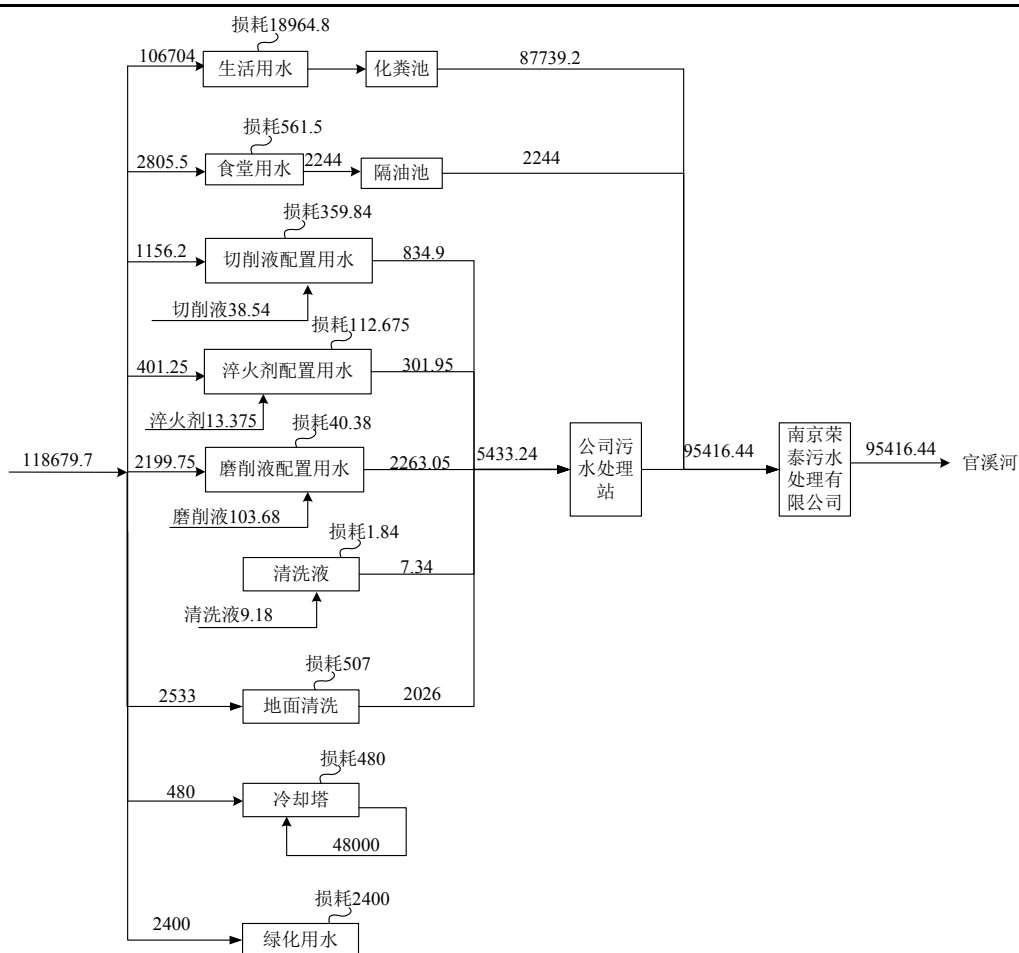 损耗18964.8
106704
生活用水
化粪池
87739.2
损耗561.5
2805.5
食堂用水
2244
隔油池
2244
损耗359.84
1156.2
切削液配置用水
834.9
切削液38.54
损耗112.675
401.25
淬火剂配置用水
301.95
淬火剂13.375
损耗40.38
118679.7
2199.75
磨削液配置用水
2263.05
5433.24
公司污
水处理
站
95416.44
南京荣
泰污水
处理有
限公司
95416.44
官溪河
磨削液103.68
损耗1.84
清洗液
7.34
清洗液9.18
损耗507
2533
地面清洗
2026
损耗480
480
冷却塔
48000
损耗2400
2400
绿化用水